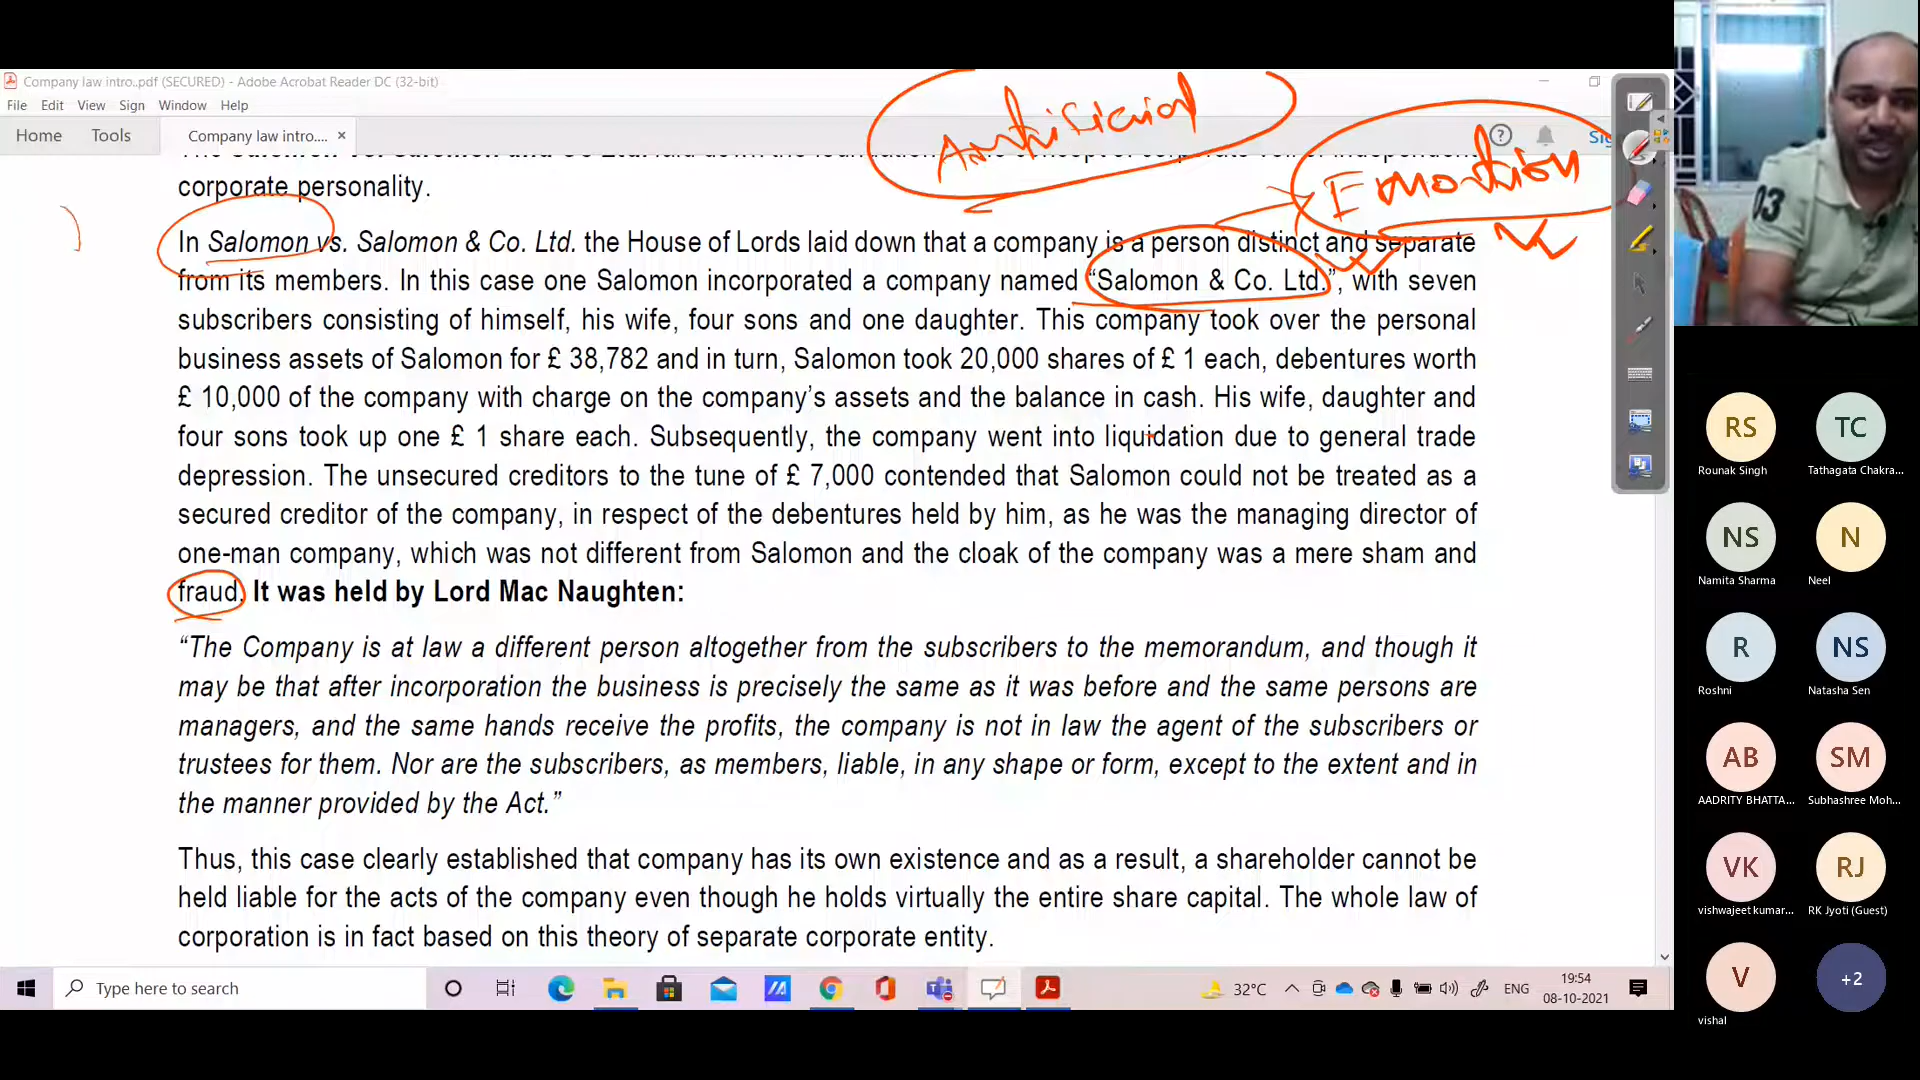 Company law intro..pdf (SECURED) - Adobe Acrobat Reader DC (32-bit)
File Edit View Sign Window Help
Home Tools Company law intro.... ×
corporate personality.
In Salomon vs. Salomon & Co. Ltd. the House of Lords laid down that a company is a person distinct and separate
from its members. In this case one Salomon incorporated a company named “Salomon & Co. Ltd.”, with seven
subscribers consisting of himself, his wife, four sons and one daughter. This company took over the personal
business assets of Salomon for £ 38,782 and in turn, Salomon took 20,000 shares of £ 1 each, debentures worth
£ 10,000 of the company with charge on the company’s assets and the balance in cash. His wife, daughter and
four sons took up one £ 1 share each. Subsequently, the company went into liquidation due to general trade
depression. The unsecured creditors to the tune of £ 7,000 contended that Salomon could not be treated as a
secured creditor of the company, in respect of the debentures held by him, as he was the managing director of
one-man company, which was not different from Salomon and the cloak of the company was a mere sham and
fraud. It was held by Lord Mac Naughten:
“The Company is at law a different person altogether from the subscribers to the memorandum, and though it
may be that after incorporation the business is precisely the same as it was before and the same persons are
managers, and the same hands receive the profits, the company is not in law the agent of the subscribers or
trustees for them. Nor are the subscribers, as members, liable, in any shape or form, except to the extent and in
the manner provided by the Act.”
Thus, this case clearly established that company has its own existence and as a result, a shareholder cannot be
held liable for the acts of the company even though he holds virtually the entire share capital. The whole law of
corporation is in fact based on this theory of separate corporate entity.
Type here to search
32°C
ENG
19:54
08-10-2021
03
RS TC
Rounak Singh Tathagata Chakra...
NS N
Namita Sharma Neel
R NS
Roshni Natasha Sen
AB SM
AADRITY BHATTA... Subhashree Moh...
VK RJ
vishwajeet kumar... RK Jyoti (Guest)
V +2
vishal